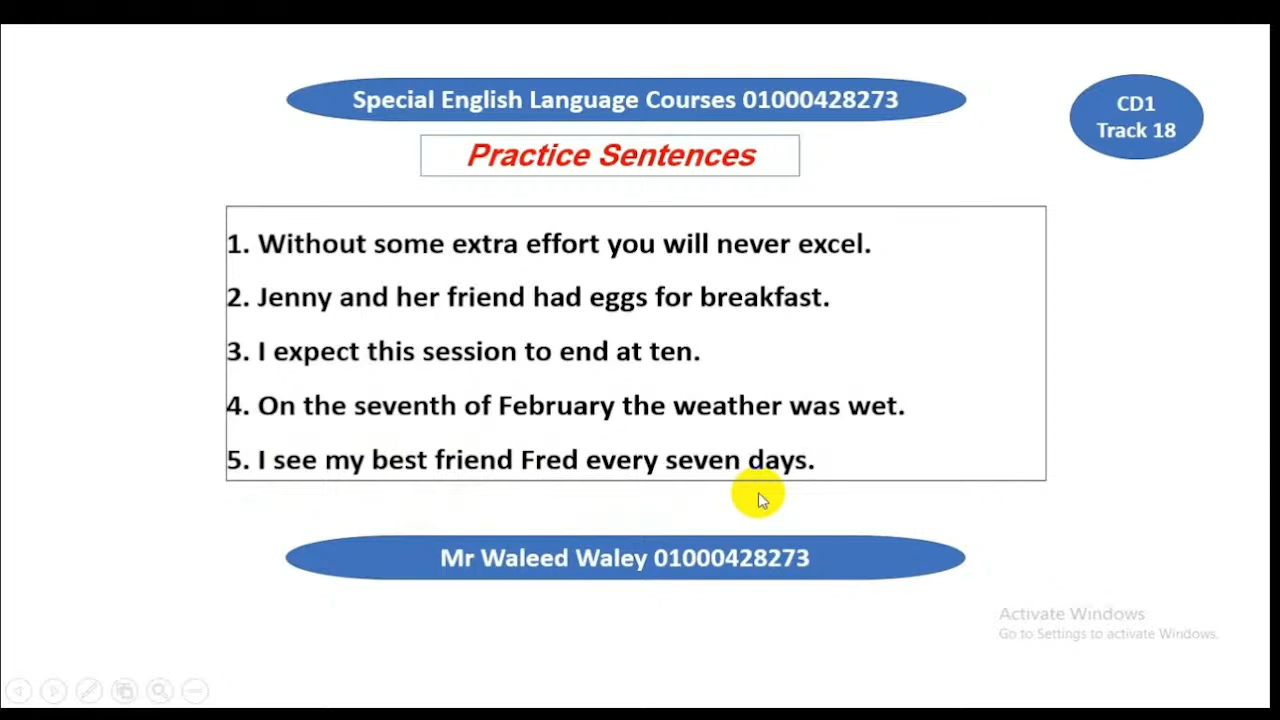 Special English Language Courses 01000428273
CD1
Track 18
Practice Sentences
1. Without some extra effort you will never excel.
2. Jenny and her friend had eggs for breakfast.
3. I expect this session to end at ten.
4. On the seventh of February the weather was wet.
5. I see my best friend Fred every seven days.
Mr Waleed Waley 01000428273
Activate Windows
Go to Settings to activate Windows.